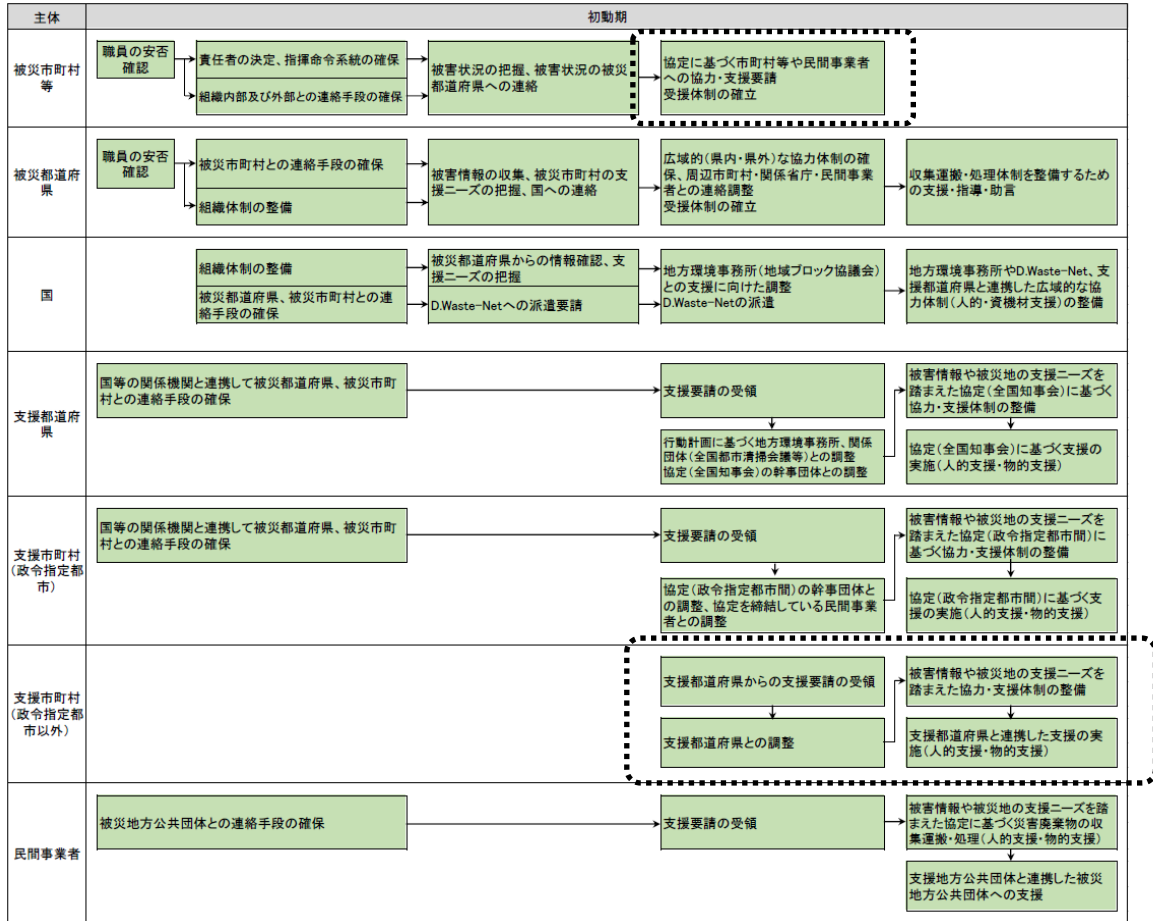 主体
初動期
被災市町村
等
職員の安否
確認
責任者の決定、指揮命令系統の確保
組織内部及び外部との連絡手段の確保
被害状況の把握、被害状況の被災
都道府県への連絡
協定に基づく市町村等や民間事業者
への協力・支援要請
受援体制の確立
被災都道府
県
職員の安否
確認
被災市町村との連絡手段の確保
組織体制の整備
被害情報の収集、被災市町村の支
援ニーズの把握、国への連絡
広域的(県内・県外)な協力体制の確
保、周辺市町村・関係省庁・民間事業
者との連絡調整
受援体制の確立
収集運搬・処理体制を整備するため
の支援・指導・助言
国
組織体制の整備
被災都道府県、被災市町村との連
絡手段の確保
被災都道府県からの情報確認、支
援ニーズの把握
D.Waste-Netへの派遣要請
地方環境事務所(地域ブロック協議会)
との支援に向けた調整
D.Waste-Netの派遣
地方環境事務所やD.Waste-Net、支
援都道府県と連携した広域的な協
力体制(人的・資機材支援)の整備
支援都道府
県
国等の関係機関と連携して被災都道府県、被災市町
村との連絡手段の確保
支援要請の受領
行動計画に基づく地方環境事務所、関係
団体(全国都市清掃会議等)との調整
協定(全国知事会)の幹事団体との調整
被害情報や被災地の支援ニーズを
踏まえた協定(全国知事会)に基づく
協力・支援体制の整備
協定(全国知事会)に基づく支援の
実施(人的支援・物的支援)
支援市町村
(政令指定都
市)
国等の関係機関と連携して被災都道府県、被災市町
村との連絡手段の確保
支援要請の受領
協定(政令指定都市間)の幹事団体と
の調整、協定を締結している民間事業
者との調整
被害情報や被災地の支援ニーズを
踏まえた協定(政令指定都市間)に
基づく協力・支援体制の整備
協定(政令指定都市間)に基づく支
援の実施(人的支援・物的支援)
支援市町村
(政令指定都
市以外)
支援都道府県からの支援要請の受領
支援都道府県との調整
被害情報や被災地の支援ニーズを
踏まえた協力・支援体制の整備
支援都道府県と連携した支援の実
施(人的支援・物的支援)
民間事業者
被災地方公共団体との連絡手段の確保
支援要請の受領
被害情報や被災地の支援ニーズを踏
まえた協定に基づく災害廃棄物の収
集運搬・処理(人的支援・物的支援)
支援地方公共団体と連携した被災
地方公共団体への支援